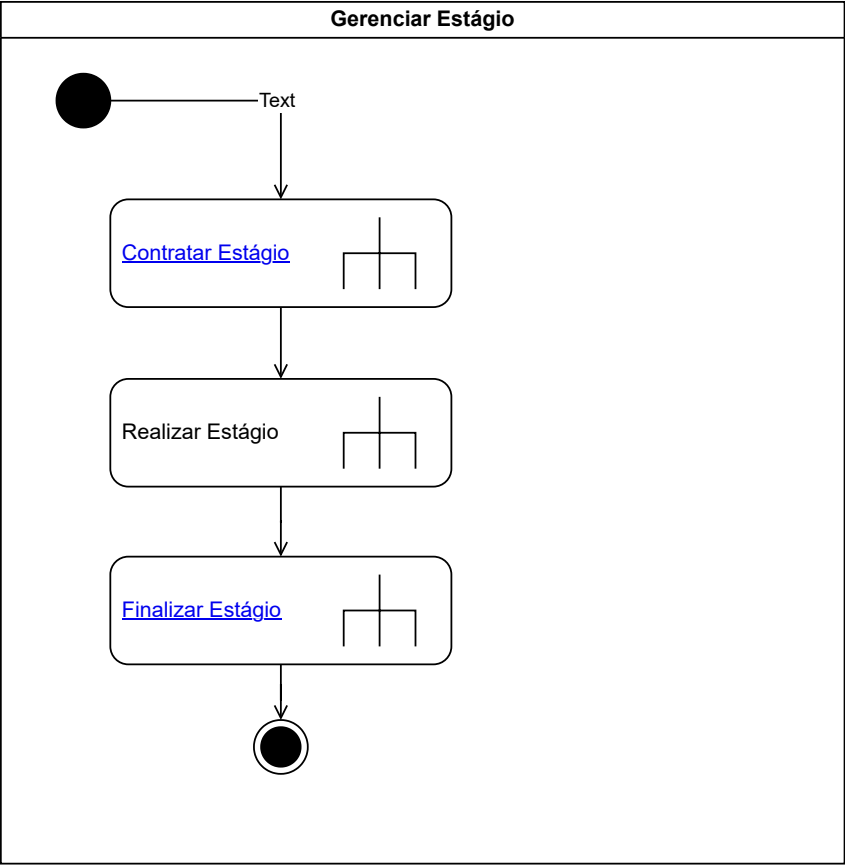 Gerenciar Estágio
Text
Contratar Estágio
Realizar Estágio
Finalizar Estágio